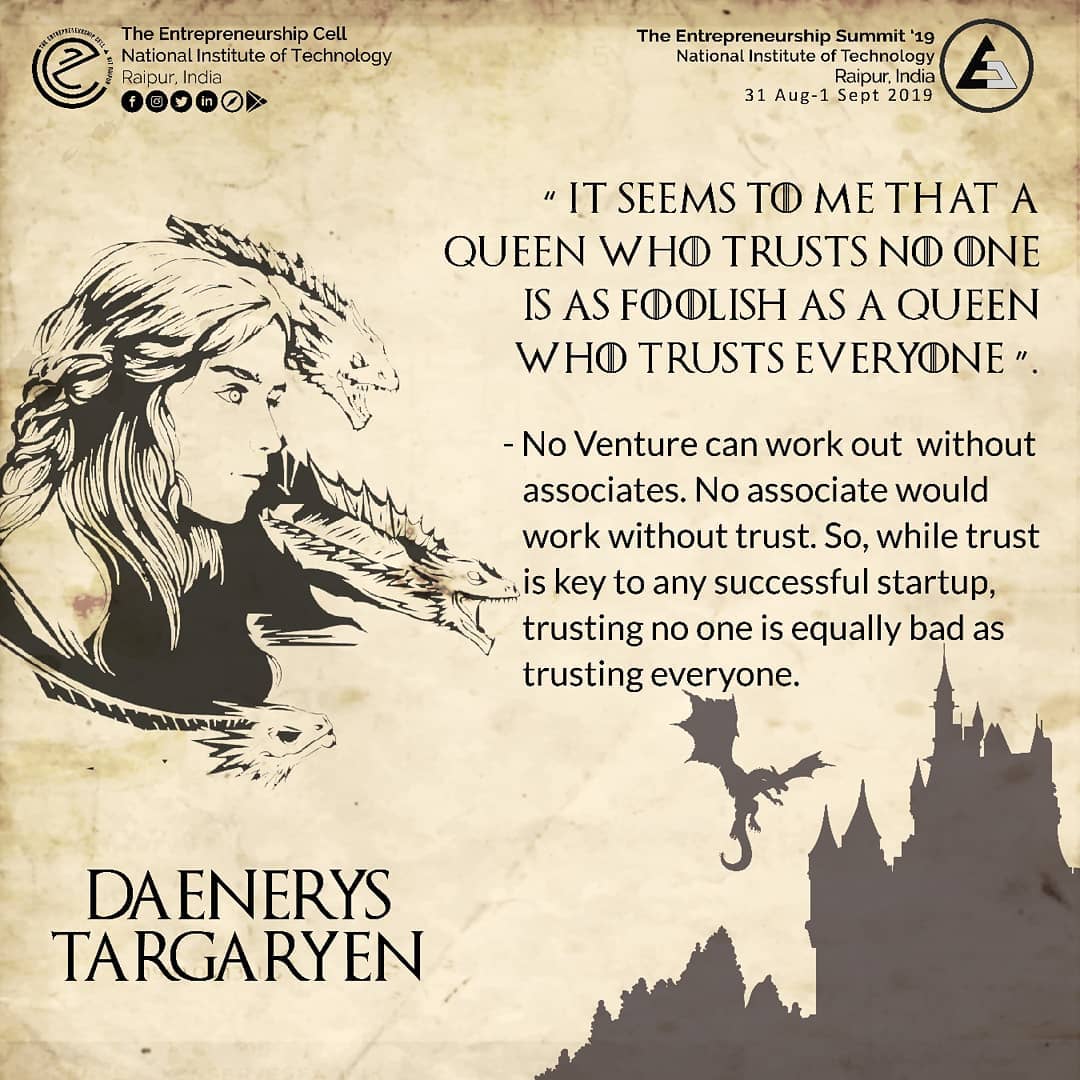 The Entrepreneurship Cell
National Institute of Technology
Raipur, India
The Entrepreneurship Summit '19
National Institute of Technology
Raipur, India
31 Aug-1 Sept 2019
“ IT SEEMS TO ME THAT A
QUEEN WHO TRUSTS NO ONE
IS AS FOOLISH AS A QUEEN
WHO TRUSTS EVERYONE ”.
- No Venture can work out without
associates. No associate would
work without trust. So, while trust
is key to any successful startup,
trusting no one is equally bad as
trusting everyone.
DAENERYS
TARGARYEN